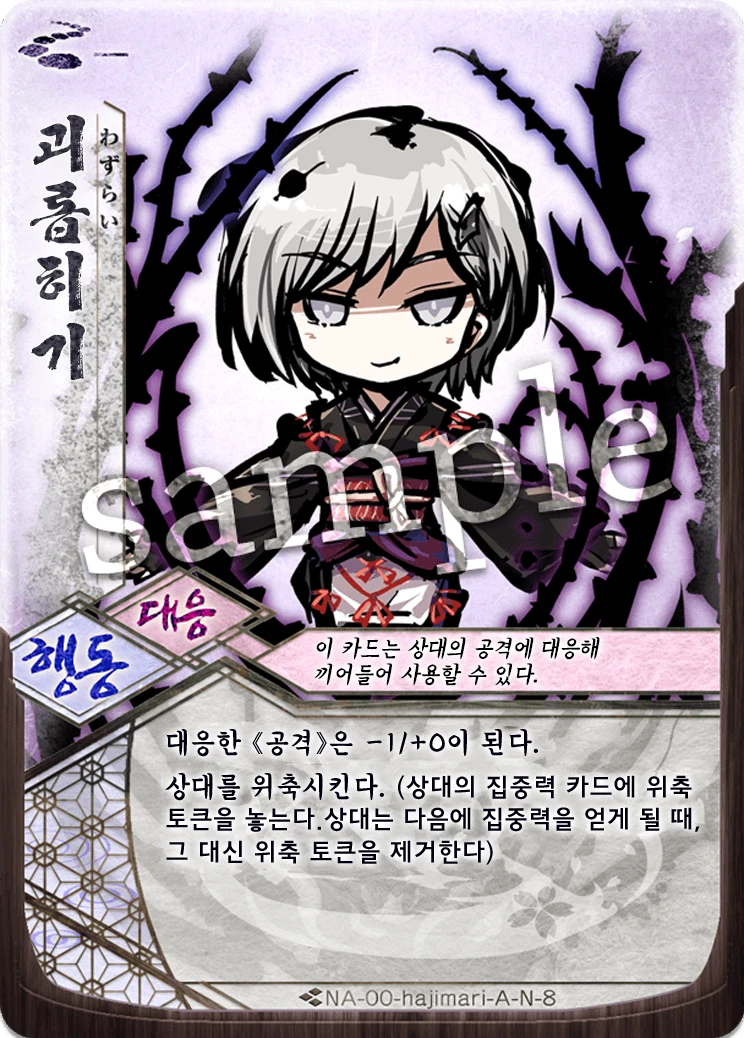 괴롭히기
わずらい
sample
대응
행동
이 카드는 상대의 공격에 대응해
끼어들어 사용할 수 있다.
대응한 《공격》은 -1/+0이 된다.
상대를 위축시킨다. (상대의 집중력 카드에 위축
토큰을 놓는다.상대는 다음에 집중력을 얻게 될 때,
그 대신 위축 토큰을 제거한다)
NA-00-hajimari-A-N-8